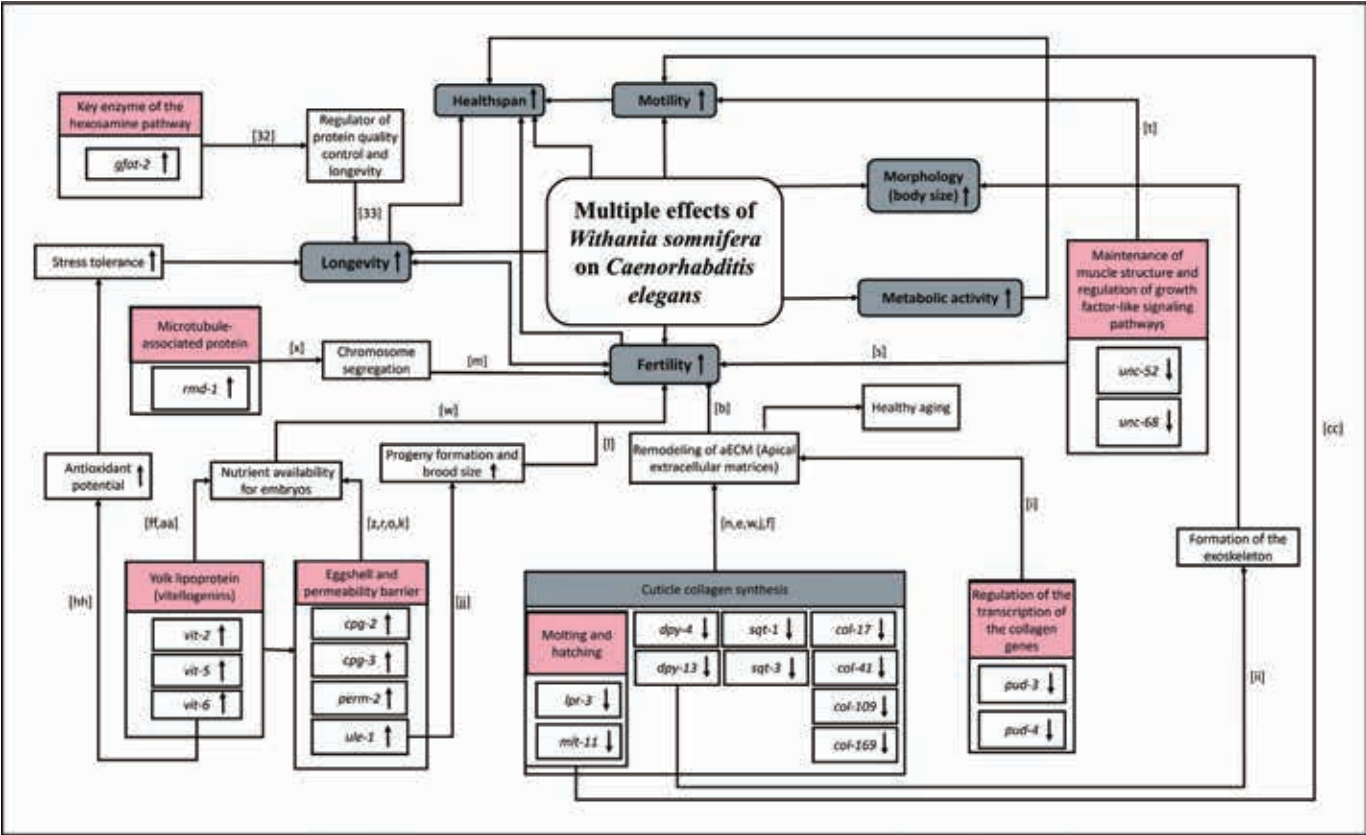 Key enzyme of the
hexosamine pathway
gfat-2 ↑
[32]
Regulator of
protein quality
control and
longevity
[33]
Healthspan ↑
Motility ↑
[t]
Morphology
(body size) ↑
Multiple effects of
Withania somnifera
on Caenorhabditis
elegans
Stress tolerance ↑
Longevity ↑
Metabolic activity ↑
Maintenance of
muscle structure and
regulation of growth
factor-like signaling
pathways
unc-52 ↓
unc-68 ↓
Microtubule-
associated protein
rmd-1 ↑
[x]
Chromosome
segregation
[m]
Fertility ↑
[s]
[w]
[b]
Healthy aging
[cc]
Antioxidant
potential ↑
Nutrient availability
for embryos
Progeny formation and
brood size ↑
[l]
Remodeling of aECM (Apical
extracellular matrices)
[ff,aa]
[z,r,o,k]
[n,e,w,j,f]
[i]
Formation of the
exoskeleton
[hh]
Yolk lipoprotein
(vitellogenins)
vit-2 ↑
vit-5 ↑
vit-6 ↑
Eggshell and
permeability barrier
cpg-2 ↑
cpg-3 ↑
perm-2 ↑
ule-1 ↑
[jj]
Cuticle collagen synthesis
Molting and
hatching
lpr-3 ↓
mlt-11 ↓
dpy-4 ↓
dpy-13 ↓
sqt-1 ↓
sqt-3 ↓
col-17 ↓
col-41 ↓
col-109 ↓
col-169 ↓
Regulation of the
transcription of
the collagen
genes
pud-3 ↓
pud-4 ↓
[ii]